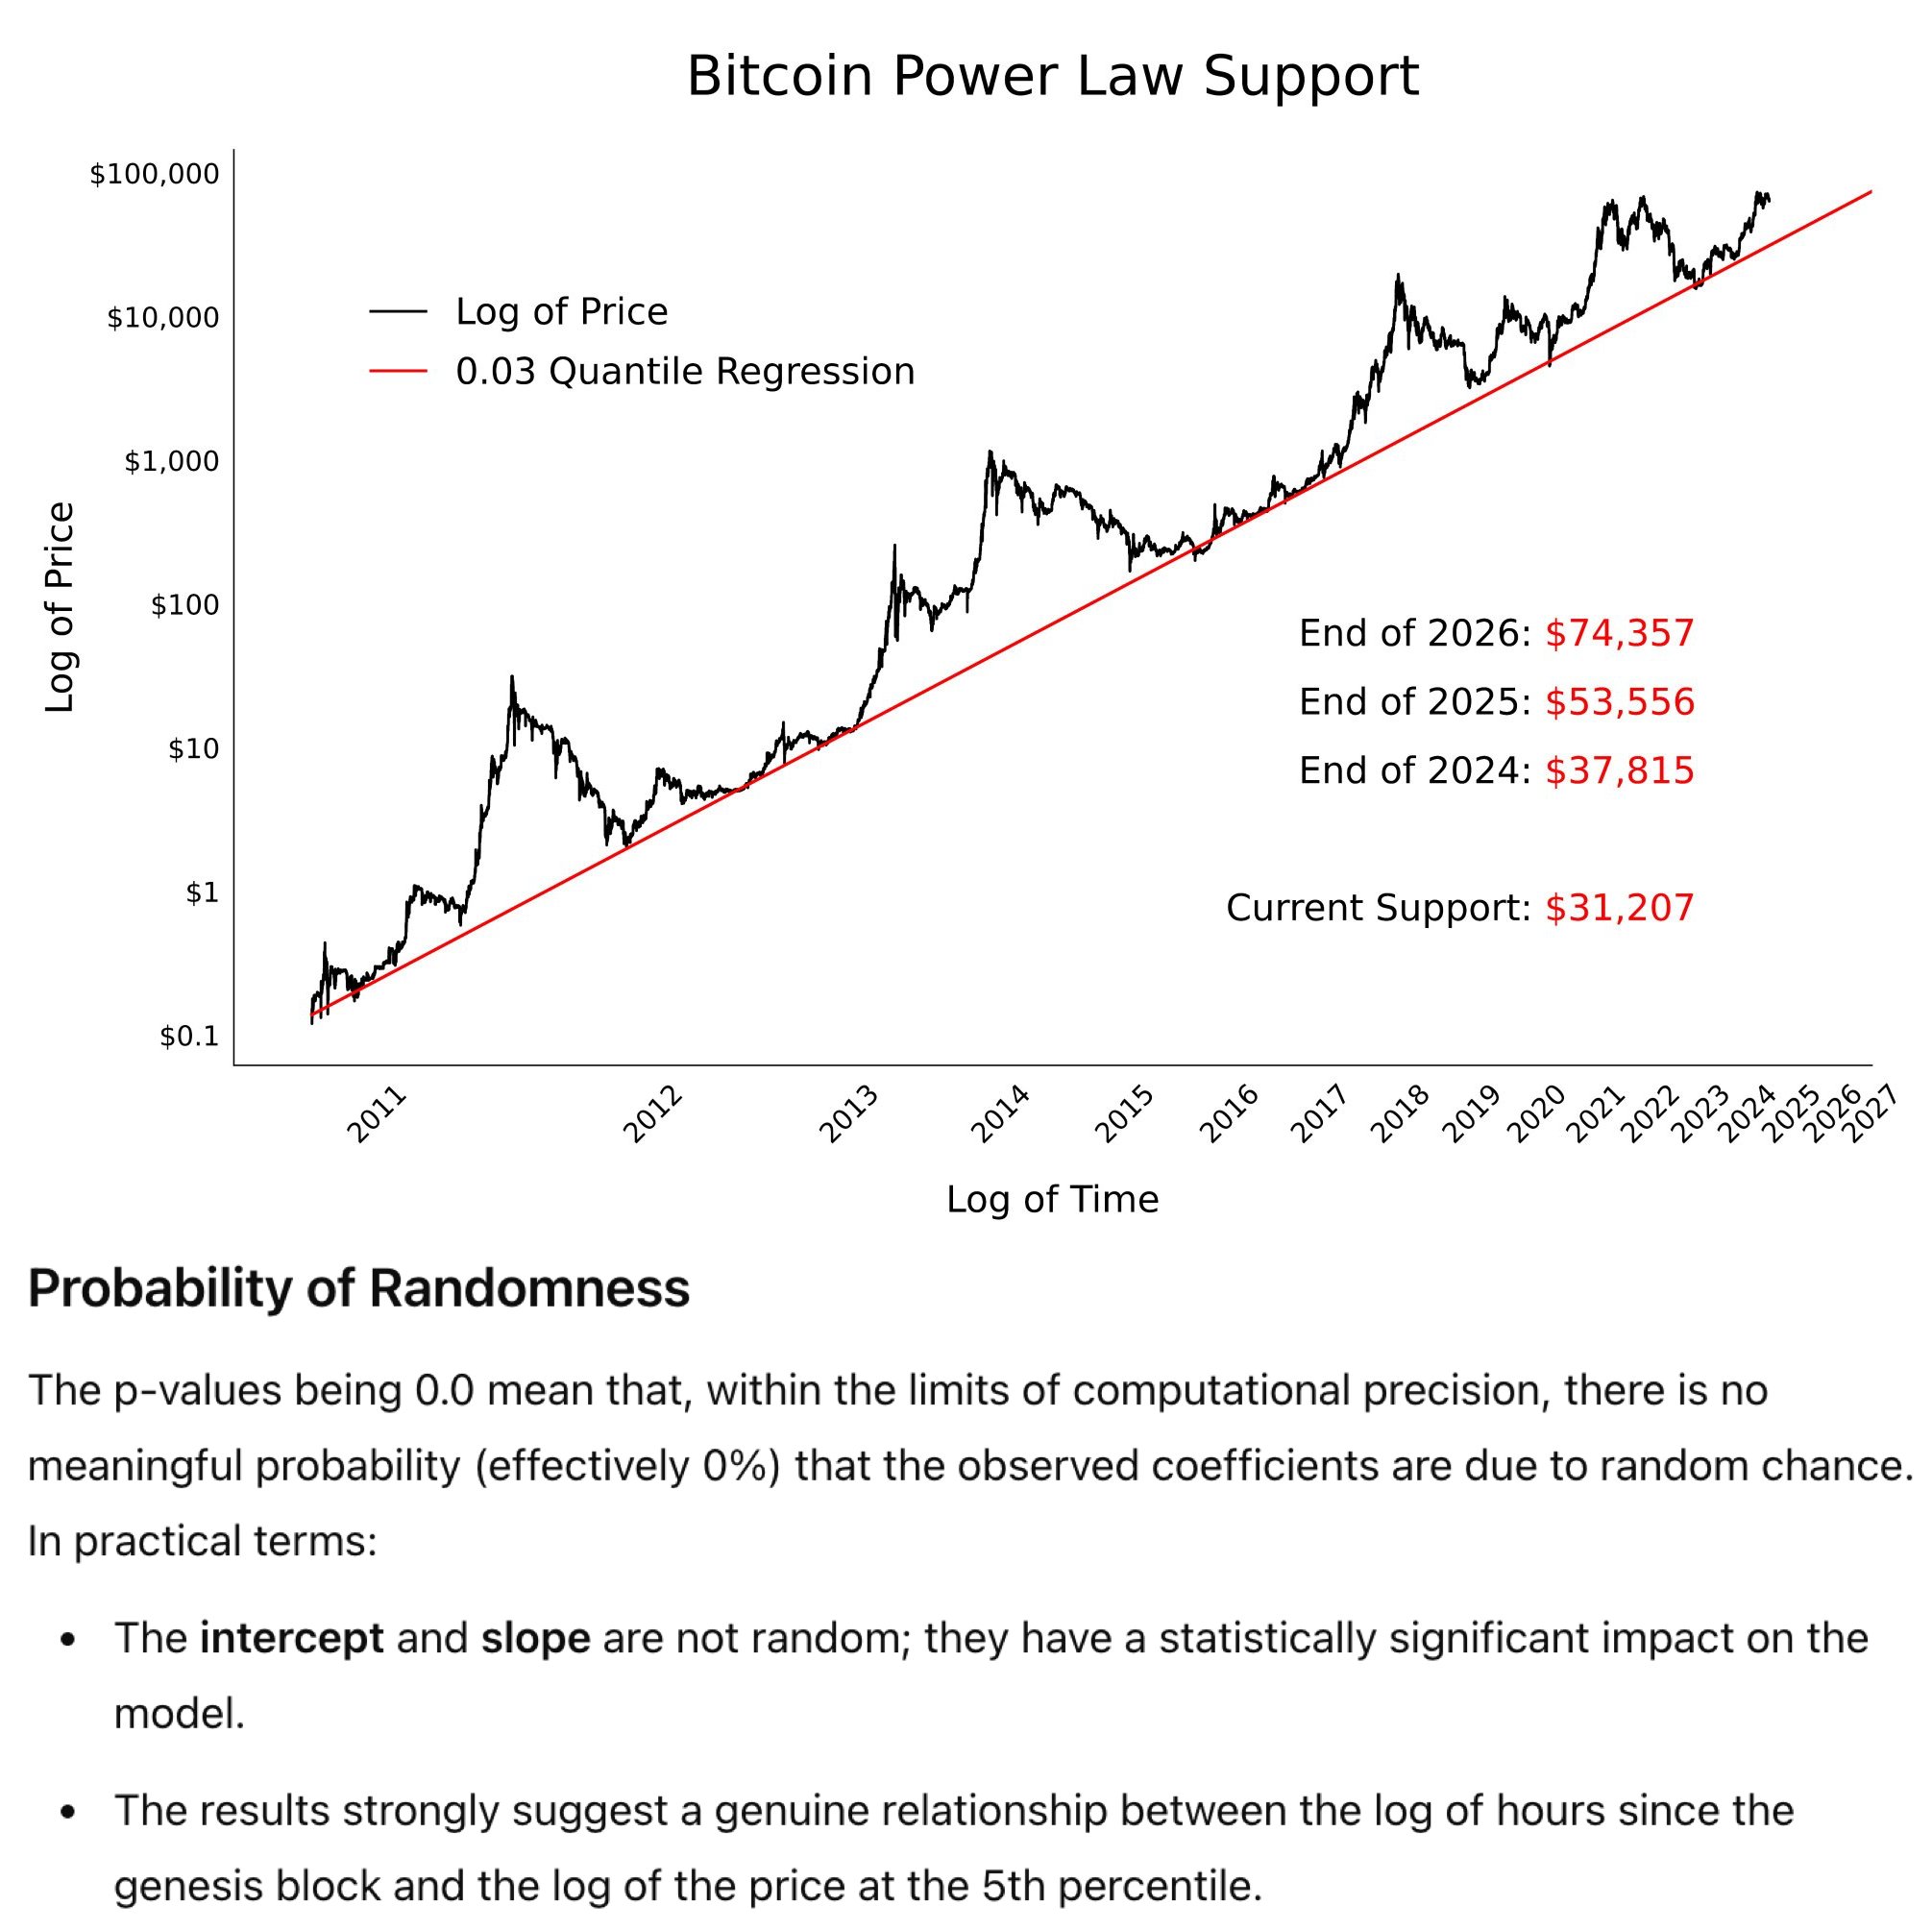 Bitcoin Power Law Support
$100,000
$10,000
$1,000
$100
$10
$1
$0.1
Log of Price
Log of Price
0.03 Quantile Regression
End of 2026: $74,357
End of 2025: $53,556
End of 2024: $37,815
Current Support: $31,207
2011
2012
2013
2014
2015
2016
2017
2018
2019
2020
2021
2022
2023
2024
2025
2026
2027
Log of Time
Probability of Randomness
The p-values being 0.0 mean that, within the limits of computational precision, there is no
meaningful probability (effectively 0%) that the observed coefficients are due to random chance.
In practical terms:
• The intercept and slope are not random; they have a statistically significant impact on the
model.
• The results strongly suggest a genuine relationship between the log of hours since the
genesis block and the log of the price at the 5th percentile.